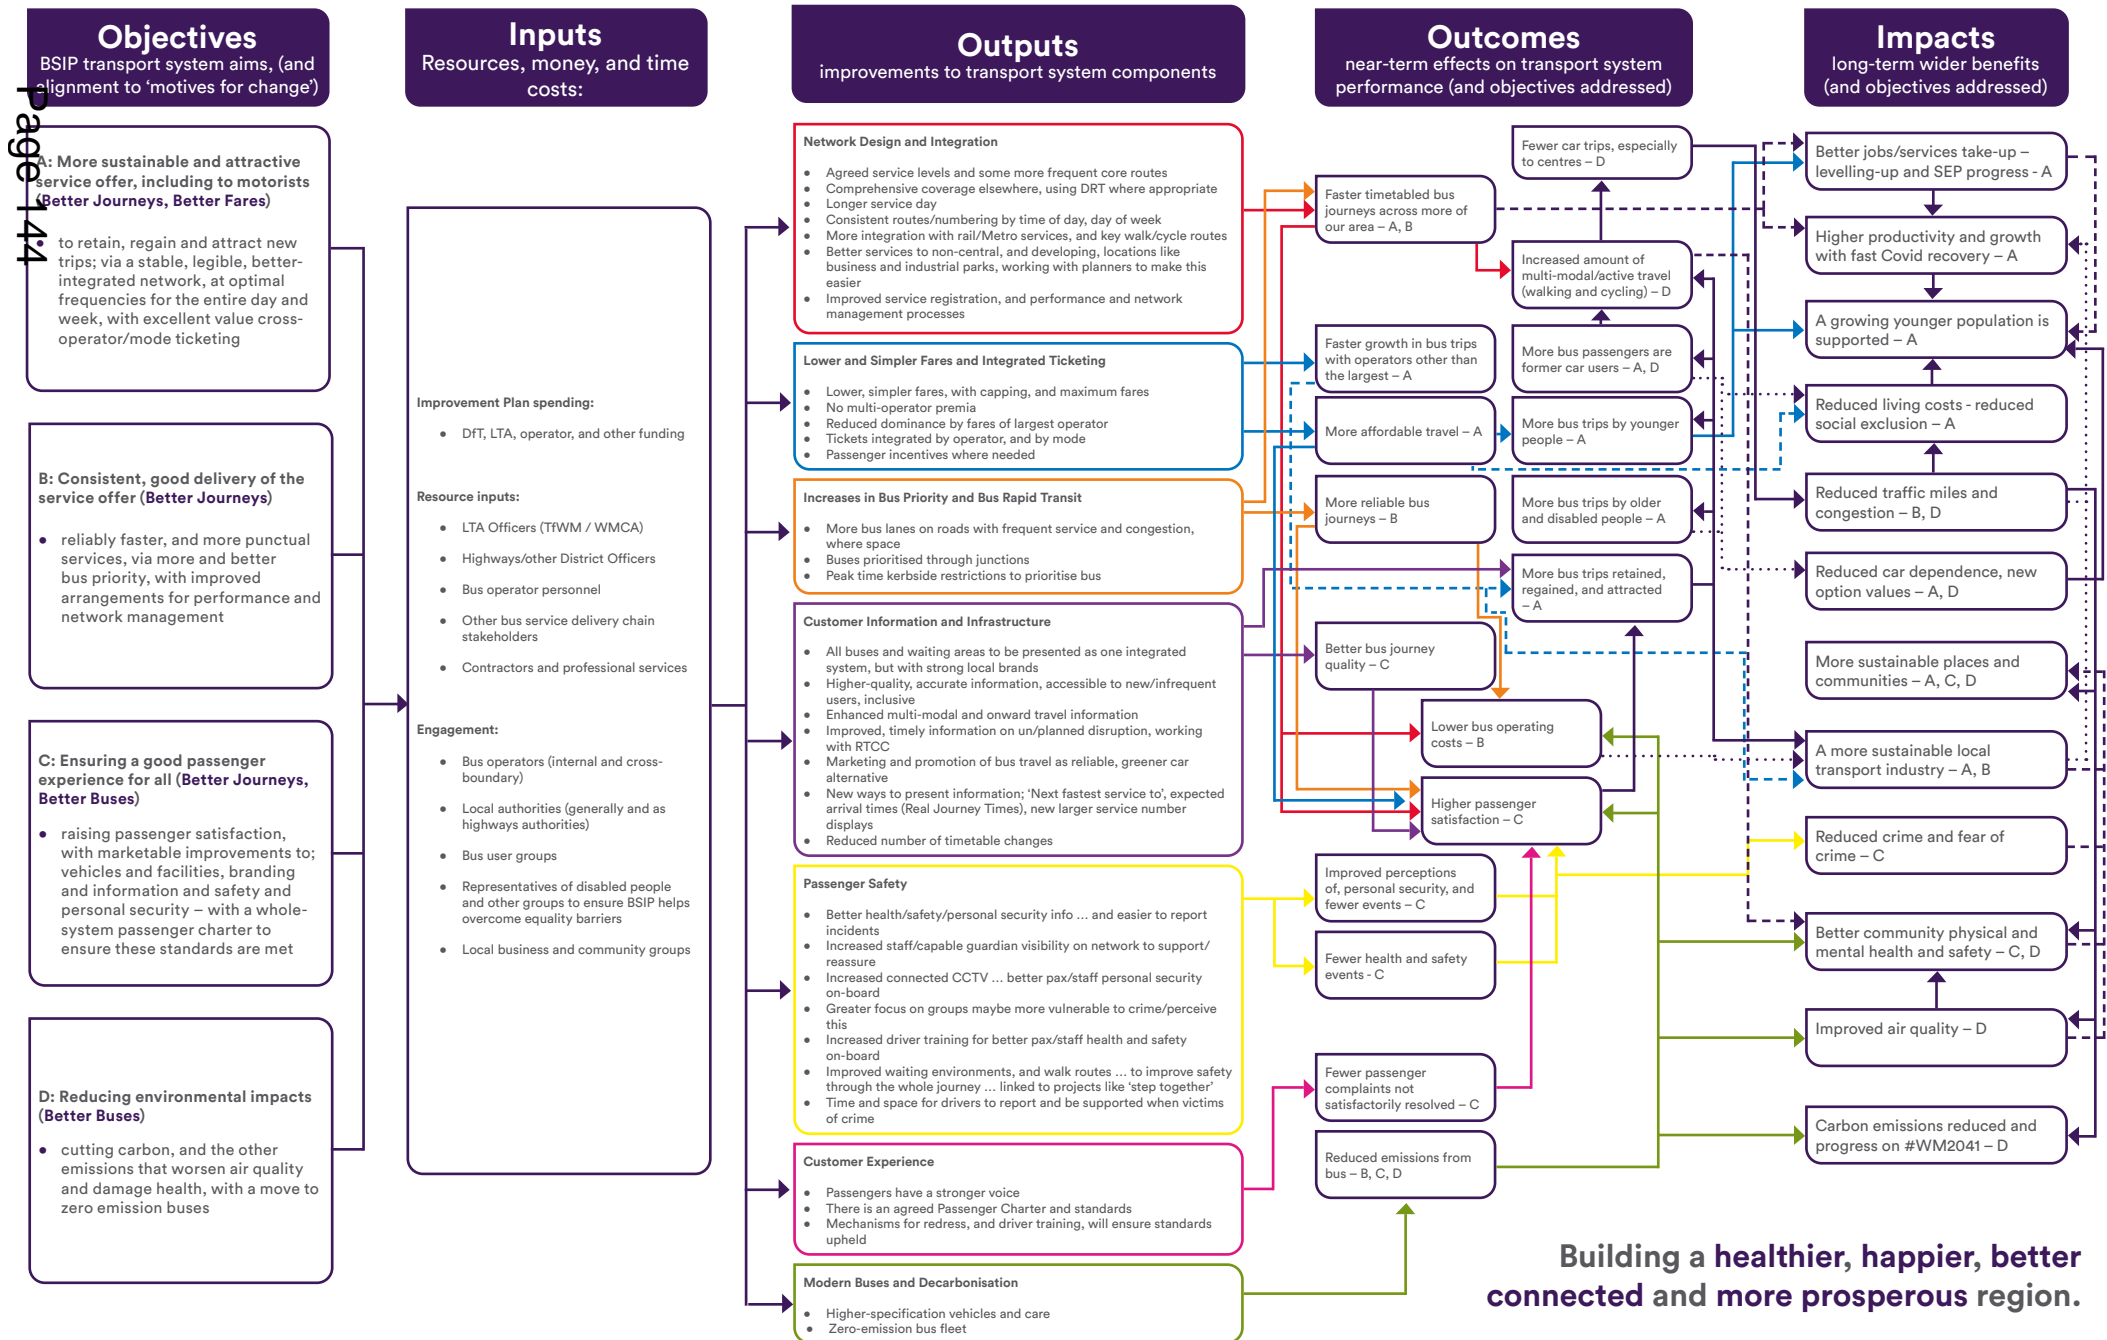 Page 144
Objectives
BSIP transport system aims, (and
alignment to ‘motives for change’)
A: More sustainable and attractive
service offer, including to motorists
(Better Journeys, Better Fares)
• to retain, regain and attract new
trips; via a stable, legible, better-
integrated network, at optimal
frequencies for the entire day and
week, with excellent value cross-
operator/mode ticketing
B: Consistent, good delivery of the
service offer (Better Journeys)
• reliably faster, and more punctual
services, via more and better
bus priority, with improved
arrangements for performance and
network management
C: Ensuring a good passenger
experience for all (Better Journeys,
Better Buses)
• raising passenger satisfaction,
with marketable improvements to;
vehicles and facilities, branding
and information and safety and
personal security – with a whole-
system passenger charter to
ensure these standards are met
D: Reducing environmental impacts
(Better Buses)
• cutting carbon, and the other
emissions that worsen air quality
and damage health, with a move to
zero emission buses
Inputs
Resources, money, and time
costs:
Improvement Plan spending:
• DfT, LTA, operator, and other funding
Resource inputs:
• LTA Officers (TfWM / WMCA)
• Highways/other District Officers
• Bus operator personnel
• Other bus service delivery chain
stakeholders
• Contractors and professional services
Engagement:
• Bus operators (internal and cross-
boundary)
• Local authorities (generally and as
highways authorities)
• Bus user groups
• Representatives of disabled people
and other groups to ensure BSIP helps
overcome equality barriers
• Local business and community groups
Outputs
improvements to transport system components
Network Design and Integration
• Agreed service levels and some more frequent core routes
• Comprehensive coverage elsewhere, using DRT where appropriate
• Longer service day
• Consistent routes/numbering by time of day, day of week
• More integration with rail/Metro services, and key walk/cycle routes
• Better services to non-central, and developing, locations like
business and industrial parks, working with planners to make this
easier
• Improved service registration, and performance and network
management processes
Lower and Simpler Fares and Integrated Ticketing
• Lower, simpler fares, with capping, and maximum fares
• No multi-operator premia
• Reduced dominance by fares of largest operator
• Tickets integrated by operator, and by mode
• Passenger incentives where needed
Increases in Bus Priority and Bus Rapid Transit
• More bus lanes on roads with frequent service and congestion,
where space
• Buses prioritised through junctions
• Peak time kerbside restrictions to prioritise bus
Customer Information and Infrastructure
• All buses and waiting areas to be presented as one integrated
system, but with strong local brands
• Higher-quality, accurate information, accessible to new/infrequent
users, inclusive
• Enhanced multi-modal and onward travel information
• Improved, timely information on un/planned disruption, working
with RTCC
• Marketing and promotion of bus travel as reliable, greener car
alternative
• New ways to present information; ‘Next fastest service to’, expected
arrival times (Real Journey Times), new larger service number
displays
• Reduced number of timetable changes
Passenger Safety
• Better health/safety/personal security info ... and easier to report
incidents
• Increased staff/capable guardian visibility on network to support/
reassure
• Increased connected CCTV ... better pax/staff personal security
on-board
• Greater focus on groups maybe more vulnerable to crime/perceive
this
• Increased driver training for better pax/staff health and safety
on-board
• Improved waiting environments, and walk routes ... to improve safety
through the whole journey ... linked to projects like ‘step together’
• Time and space for drivers to report and be supported when victims
of crime
Customer Experience
• Passengers have a stronger voice
• There is an agreed Passenger Charter and standards
• Mechanisms for redress, and driver training, will ensure standards
upheld
Modern Buses and Decarbonisation
• Higher-specification vehicles and care
• Zero-emission bus fleet
Outcomes
near-term effects on transport system
performance (and objectives addressed)
Fewer car trips, especially
to centres – D
Faster timetabled bus
journeys across more of
our area – A, B
Increased amount of
multi-modal/active travel
(walking and cycling) – D
Faster growth in bus trips
with operators other than
the largest – A
More bus passengers are
former car users – A, D
More affordable travel – A
More bus trips by younger
people – A
More reliable bus
journeys – B
More bus trips by older
and disabled people – A
More bus trips retained,
regained, and attracted
– A
Better bus journey
quality – C
Lower bus operating
costs – B
Higher passenger
satisfaction – C
Improved perceptions
of, personal security, and
fewer events – C
Fewer health and safety
events - C
Fewer passenger
complaints not
satisfactorily resolved – C
Reduced emissions from
bus – B, C, D
Impacts
long-term wider benefits
(and objectives addressed)
Better jobs/services take-up –
levelling-up and SEP progress - A
Higher productivity and growth
with fast Covid recovery – A
A growing younger population is
supported – A
Reduced living costs - reduced
social exclusion – A
Reduced traffic miles and
congestion – B, D
Reduced car dependence, new
option values – A, D
More sustainable places and
communities – A, C, D
A more sustainable local
transport industry – A, B
Reduced crime and fear of
crime – C
Better community physical and
mental health and safety – C, D
Improved air quality – D
Carbon emissions reduced and
progress on #WM2041 – D
Building a healthier, happier, better
connected and more prosperous region.